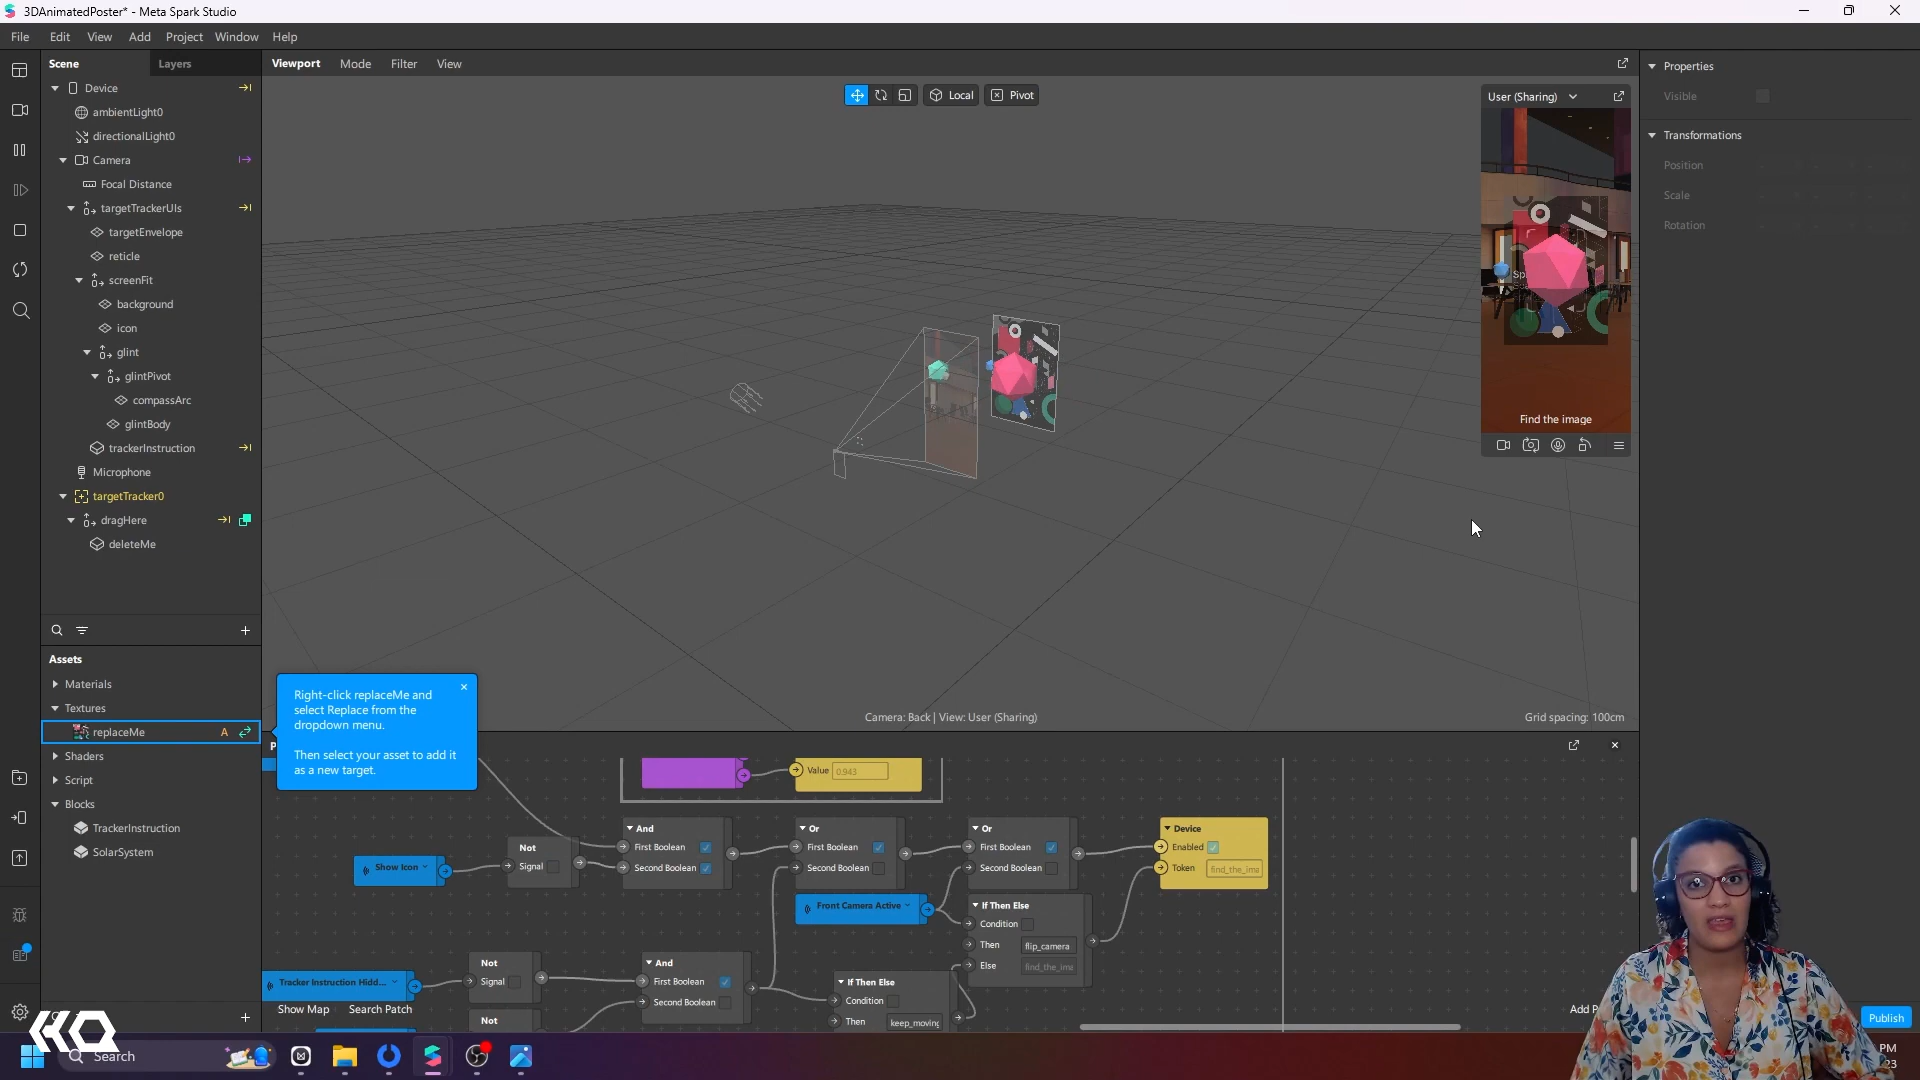 3DAnimatedPoster* - Meta Spark Studio
File Edit View Add Project Window Help
Scene Layers
Device
ambientLight0
directionalLight0
Camera
Focal Distance
targetTrackerUIs
targetEnvelope
reticle
screenFit
background
icon
glint
glintPivot
compassArc
glintBody
trackerInstruction
Microphone
targetTracker0
dragHere
deleteMe
Assets
Materials
Textures
replaceMe A
Shaders
Script
Blocks
TrackerInstruction
SolarSystem
Viewport Mode Filter View
Local Pivot
User (Sharing)
Find the image
Camera: Back | View: User (Sharing)
Grid spacing: 100cm
Properties
Visible
Transformations
Position
Scale
Rotation
Right-click replaceMe and
select Replace from the
dropdown menu.
Then select your asset to add it
as a new target.
Value 0.943
Show Icon
Not
Signal
And
First Boolean
Second Boolean
Or
First Boolean
Second Boolean
Front Camera Active
Or
First Boolean
Second Boolean
If Then Else
Condition
Then flip_camera
Else find_the_ima
Device
Enabled
Token find_the_ima
Tracker Instruction Hidd...
Not
Signal
Not
And
First Boolean
Second Boolean
If Then Else
Condition
Then keep_moving
Show Map Search Patch
Add P
Publish
HQ
Search
PM
23